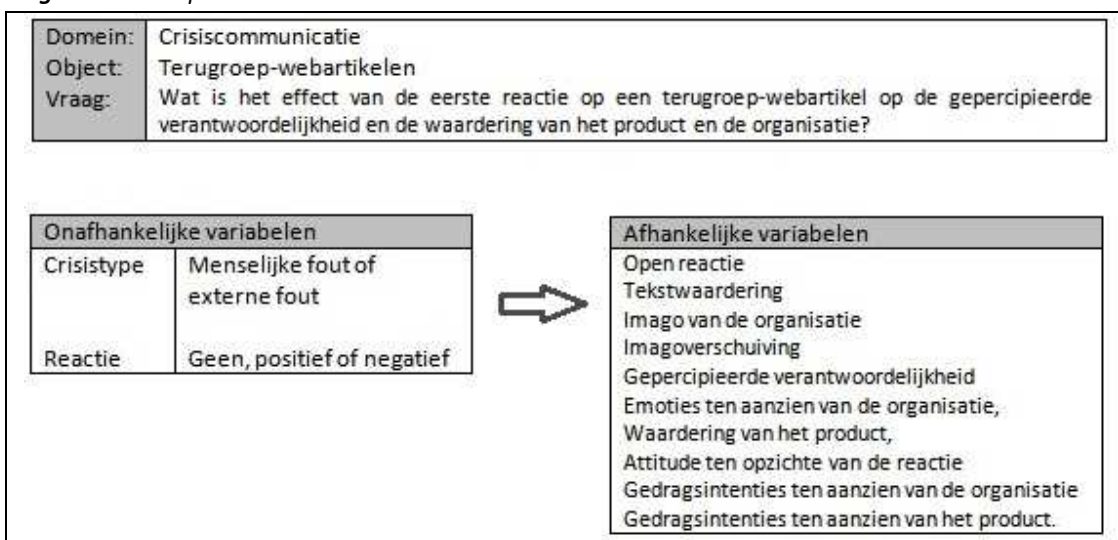 Domein: Crisiscommunicatie
Object: Terugroep-webartikelen
Vraag: Wat is het effect van de eerste reactie op een terugroep-webartikel op de gepercipieerde
verantwoordelijkheid en de waardering van het product en de organisatie?
Onafhankelijke variabelen
Crisistype Menselijke fout of
externe fout
Reactie Geen, positief of negatief
Afhankelijke variabelen
Open reactie
Tekstwaardering
Imago van de organisatie
Imagoverschuiving
Gepercipieerde verantwoordelijkheid
Emoties ten aanzien van de organisatie,
Waardering van het product,
Attitude ten opzichte van de reactie
Gedragsintenties ten aanzien van de organisatie
Gedragsintenties ten aanzien van het product.